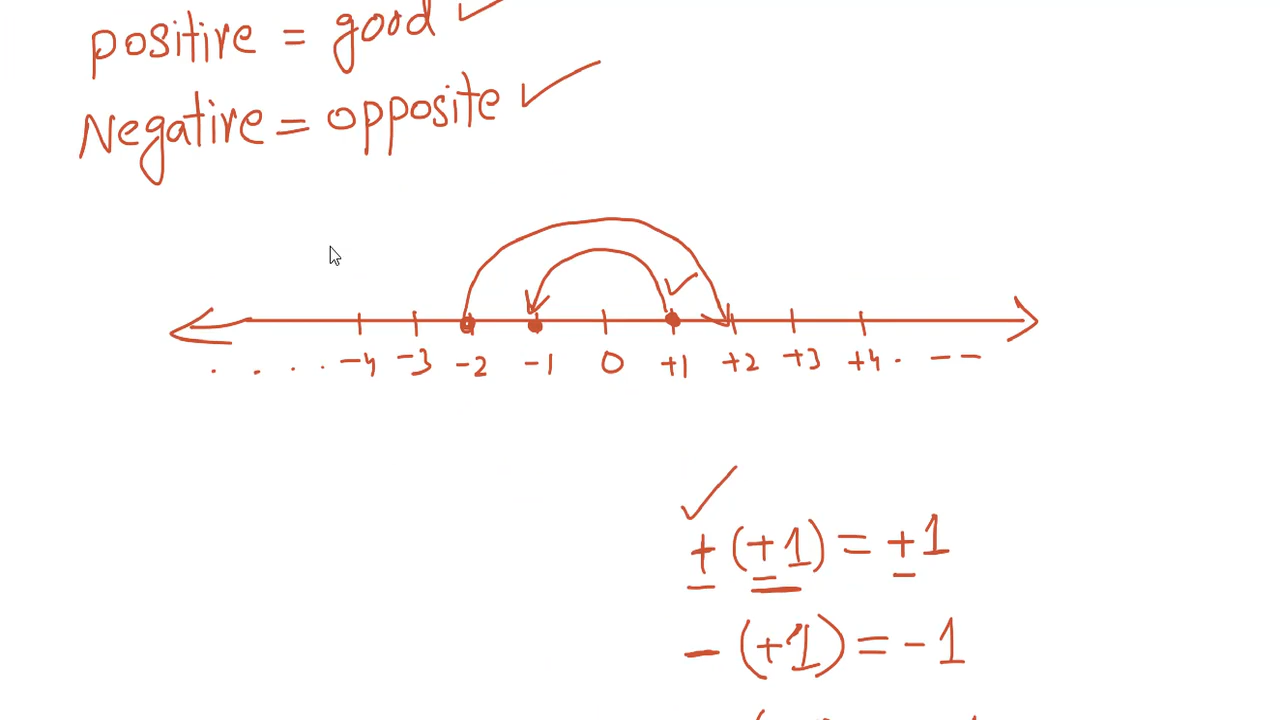 positive = good
Negative = opposite
. . . . -4 -3 -2 -1 0 +1 +2 +3 +4 . - -
+ (+1) = +1
- (+1) = -1